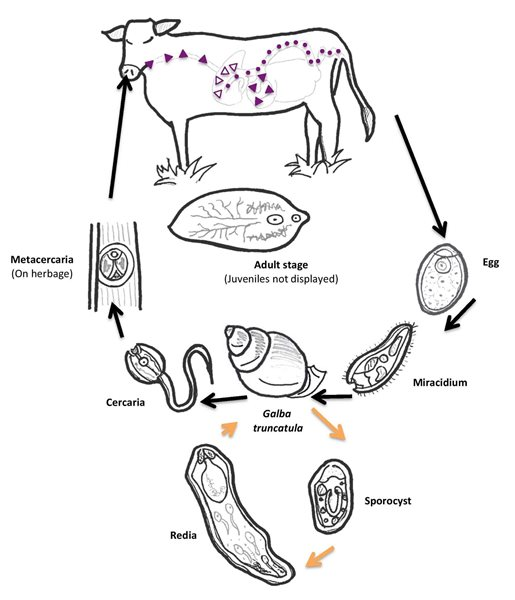 Metacercaria
(On herbage)
Adult stage
(Juveniles not displayed)
Egg
Miracidium
Cercaria
Galba
truncatula
Sporocyst
Redia